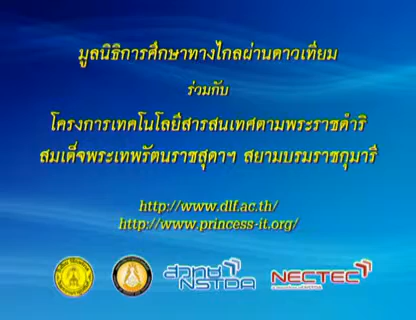 มูลนิธิการศึกษาทางไกลผ่านดาวเทียม
ร่วมกับ
โครงการเทคโนโลยีสารสนเทศตามพระราชดำริ
สมเด็จพระเทพรัตนราชสุดาฯ สยามบรมราชกุมารี
http://www.dlf.ac.th/
http://www.princess-it.org/
สวทช
NSTDA
NECTEC